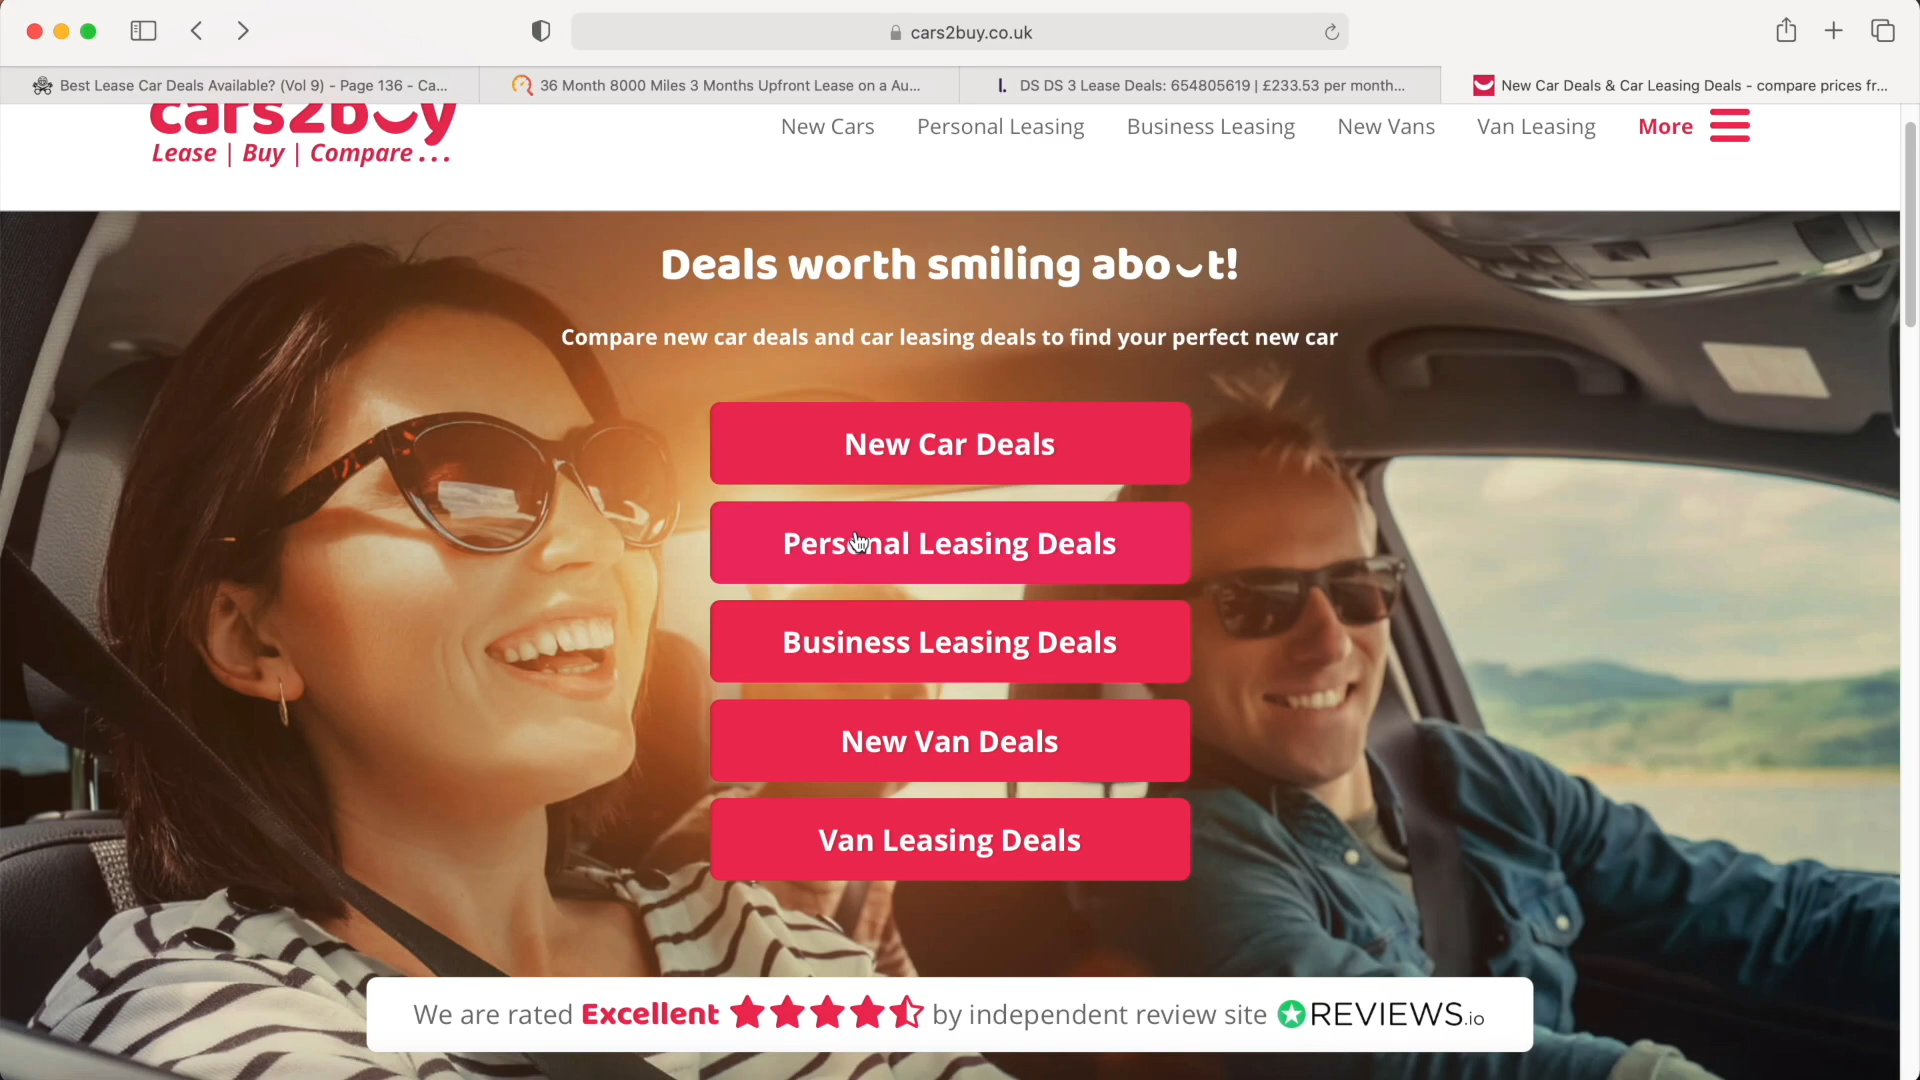 cars2buy.co.uk
Best Lease Car Deals Available? (Vol 9) - Page 136 - Ca...
36 Month 8000 Miles 3 Months Upfront Lease on a Au...
DS DS 3 Lease Deals: 654805619 | £233.53 per month...
New Car Deals & Car Leasing Deals - compare prices fr...
cars2buy
Lease | Buy | Compare...
New Cars
Personal Leasing
Business Leasing
New Vans
Van Leasing
More
Deals worth smiling about!
Compare new car deals and car leasing deals to find your perfect new car
New Car Deals
Personal Leasing Deals
Business Leasing Deals
New Van Deals
Van Leasing Deals
We are rated Excellent by independent review site REVIEWS.io